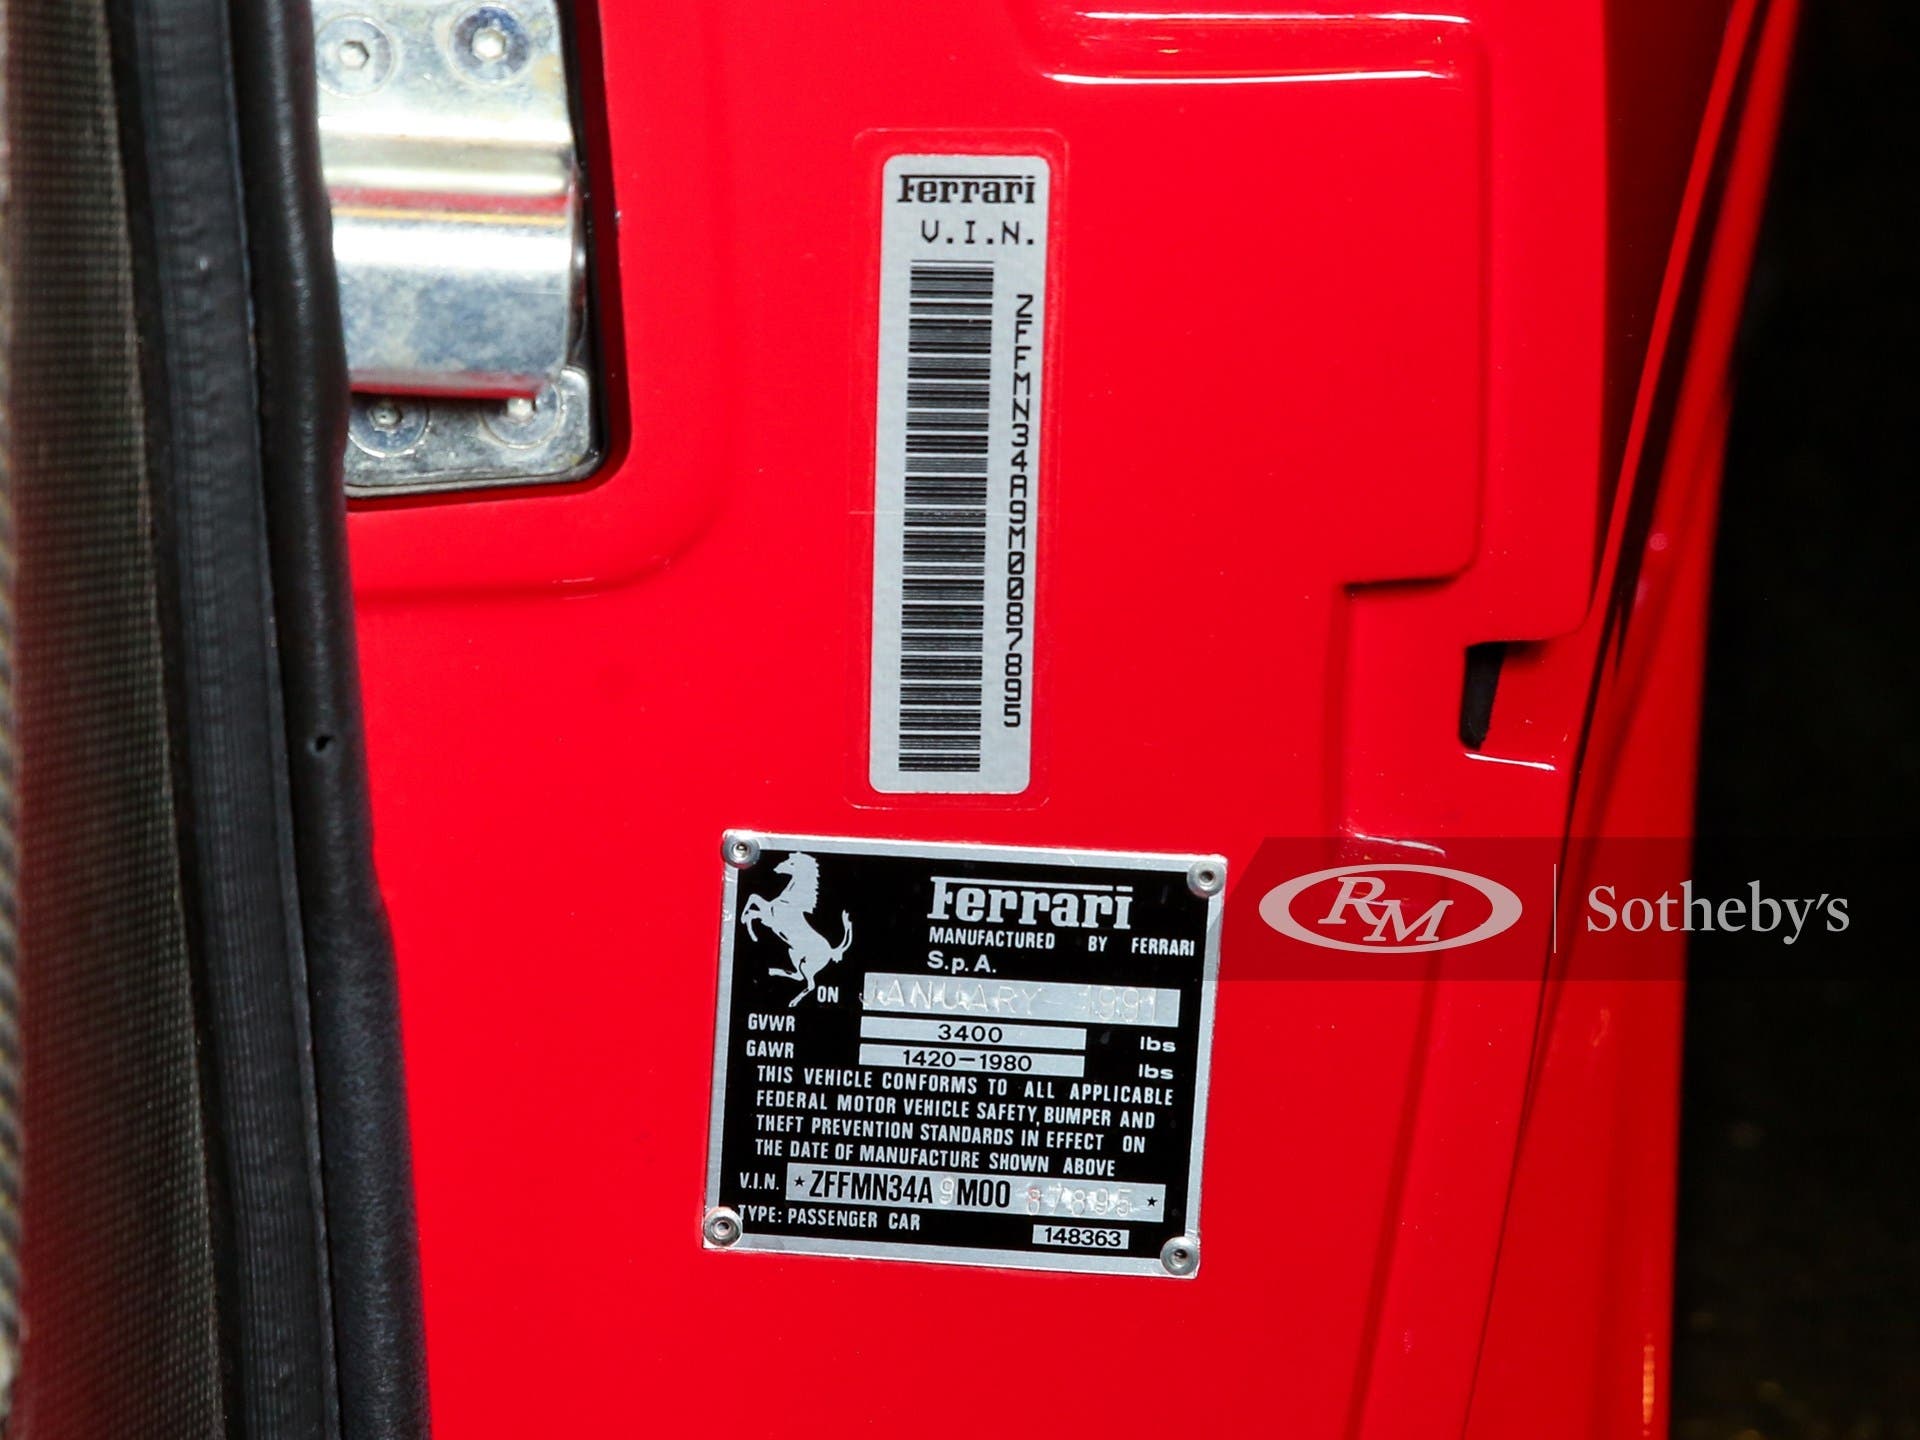 Ferrari
V.I.N.
ZFFMN34A9M0087895
Ferrari
MANUFACTURED BY FERRARI
S.p.A.
ON JANUARY-1991
GVWR 3400 lbs
GAWR 1420-1980 lbs
THIS VEHICLE CONFORMS TO ALL APPLICABLE
FEDERAL MOTOR VEHICLE SAFETY, BUMPER AND
THEFT PREVENTION STANDARDS IN EFFECT ON
THE DATE OF MANUFACTURE SHOWN ABOVE
V.I.N. *ZFFMN34A9M0087895*
TYPE: PASSENGER CAR 148363
RM Sotheby's